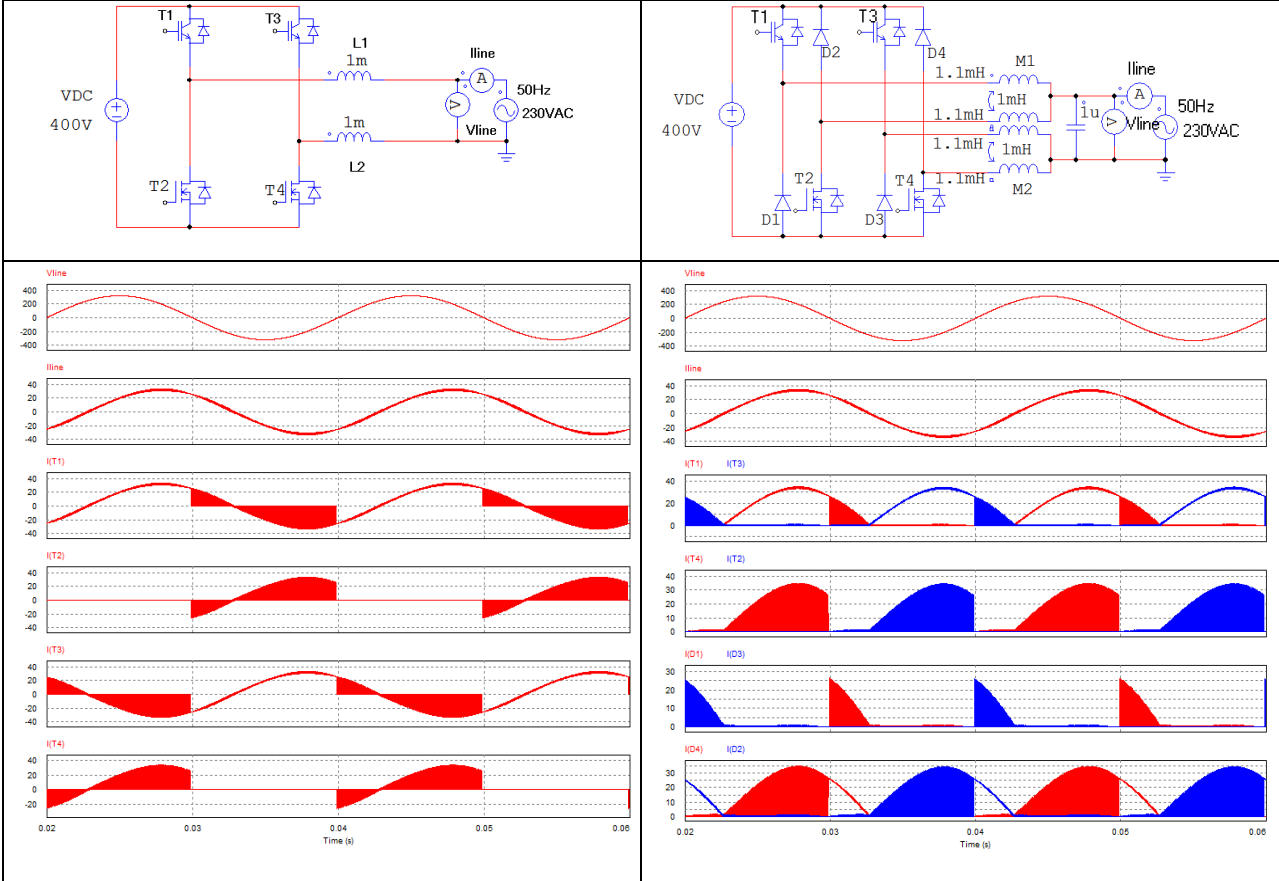 T1
T3
L1
1m
Iline
A
50Hz
VDC
400V
V
230VAC
1m
Vline
L2
T2
T4
T1
T3
D2
D4
M1
1.1mH
Iline
1mH
A
50Hz
VDC
400V
1.1mH
1u
V
Vline
230VAC
1.1mH
1mH
T2
T4
1.1mH
M2
D1
D3
Vline
400
200
0
-200
-400
Iline
40
20
0
-20
-40
I(T1)
40
20
0
-20
-40
I(T2)
40
20
0
-20
-40
I(T3)
40
20
0
-20
-40
I(T4)
40
20
0
-20
0.02 0.03 0.04 0.05 0.06
Time (s)
Vline
400
200
0
-200
-400
Iline
40
20
0
-20
-40
I(T1) I(T3)
40
20
0
I(T4) I(T2)
40
30
20
10
0
I(D1) I(D3)
30
20
10
0
I(D4) I(D2)
30
20
10
0
0.02 0.03 0.04 0.05 0.06
Time (s)